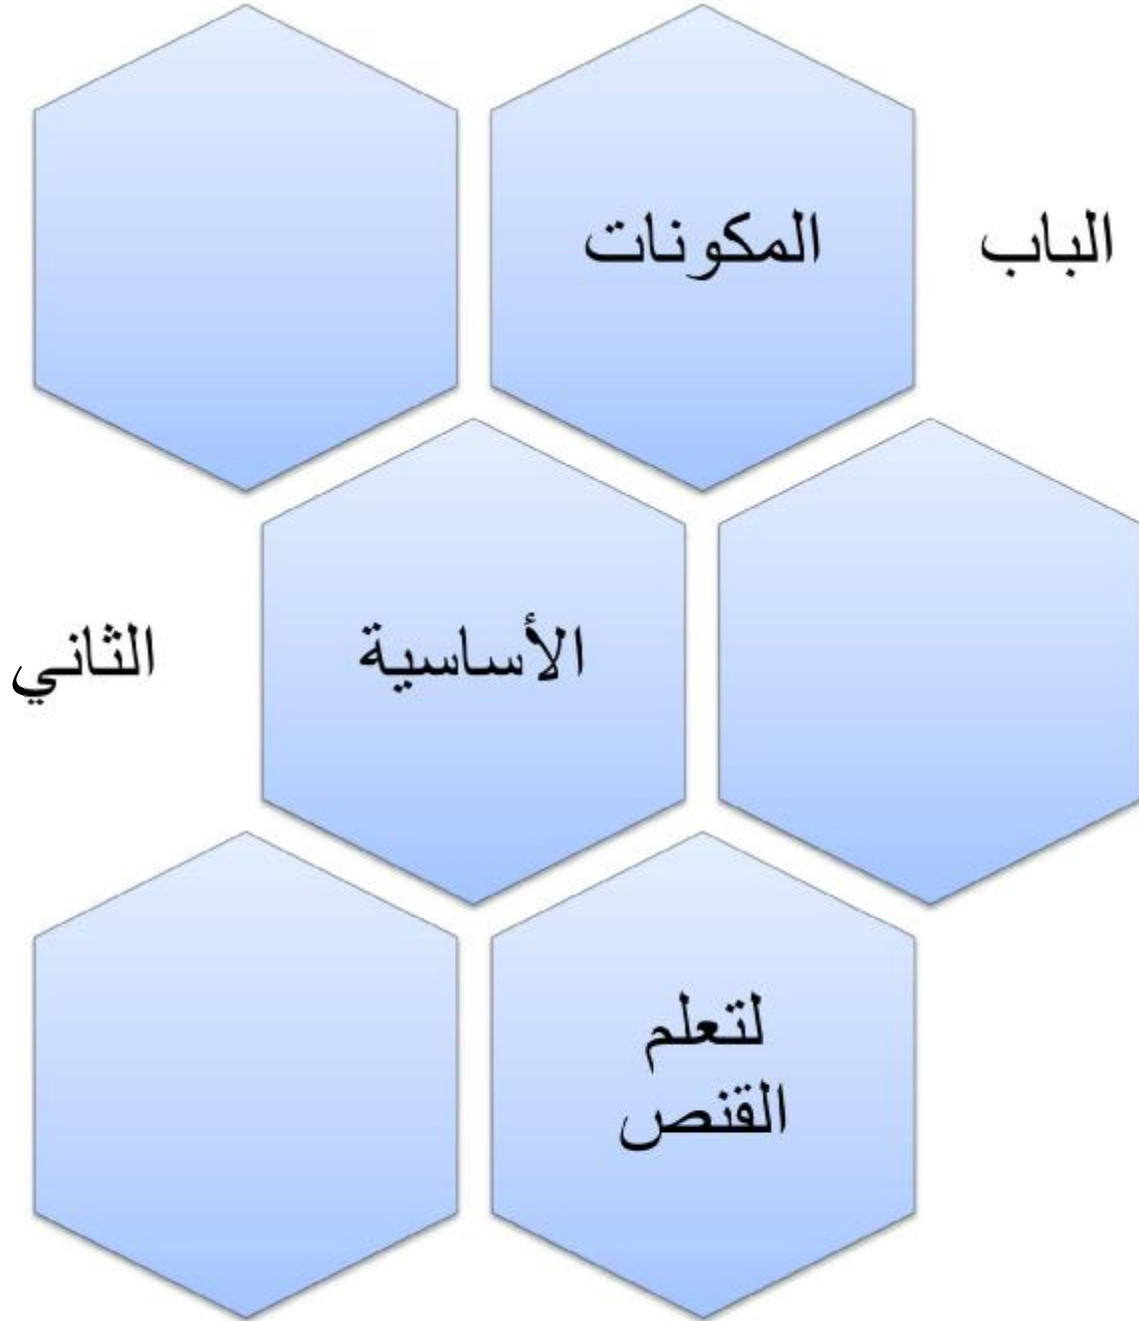 الباب
المكونات
الأساسية
الثاني
لتعلم
القنص